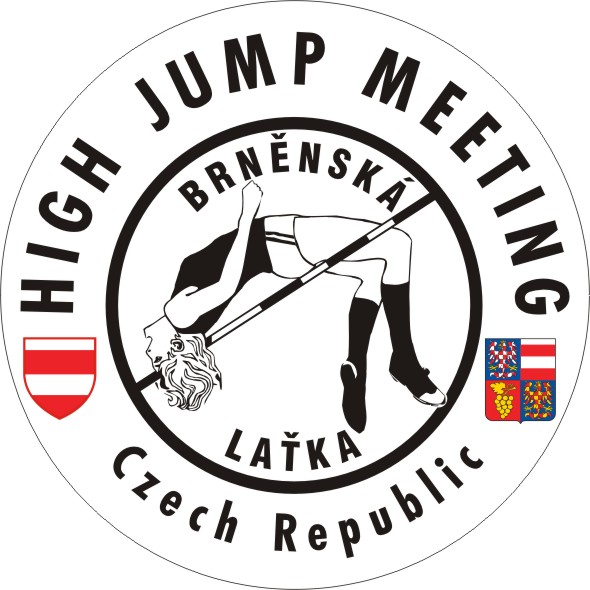 HIGH JUMP MEETING
BRNĚNSKÁ
LAŤKA
Czech Republic